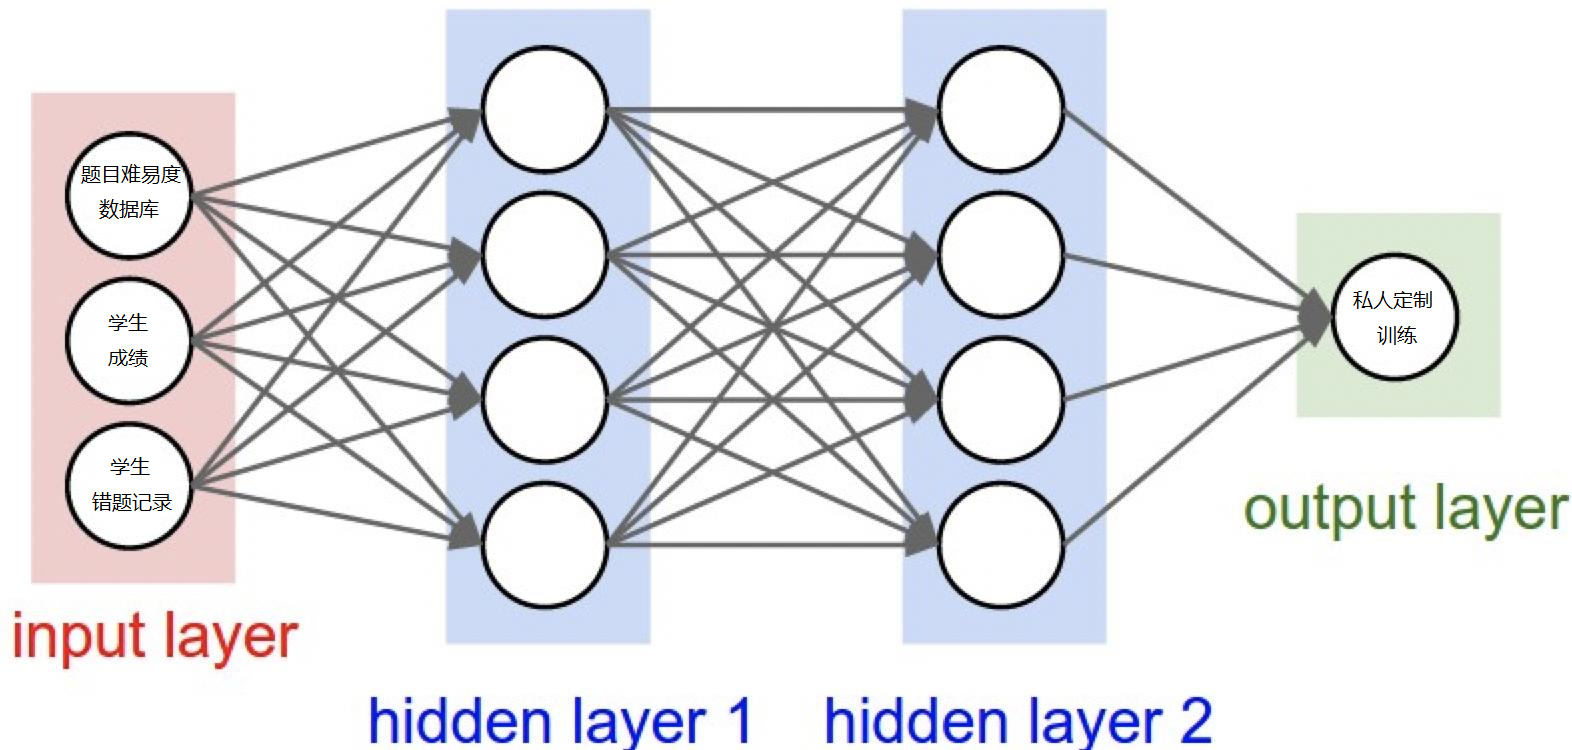 题目难易度
数据库
学生
成绩
学生
错题记录
input layer
hidden layer 1
hidden layer 2
私人定制
训练
output layer